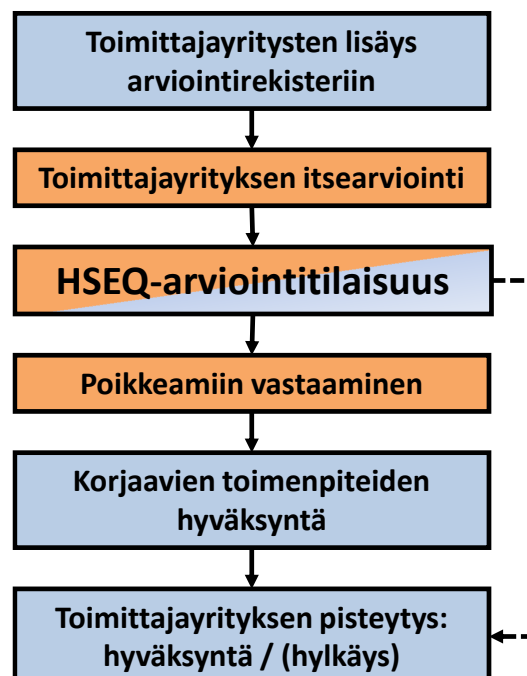 Toimittajayritysten lisäys
arviointirekisteriin
Toimittajayrityksen itsearviointi
HSEQ-arviointitilaisuus
Poikkeamiin vastaaminen
Korjaavien toimenpiteiden
hyväksyntä
Toimittajayrityksen pisteytys:
hyväksyntä / (hylkäys)